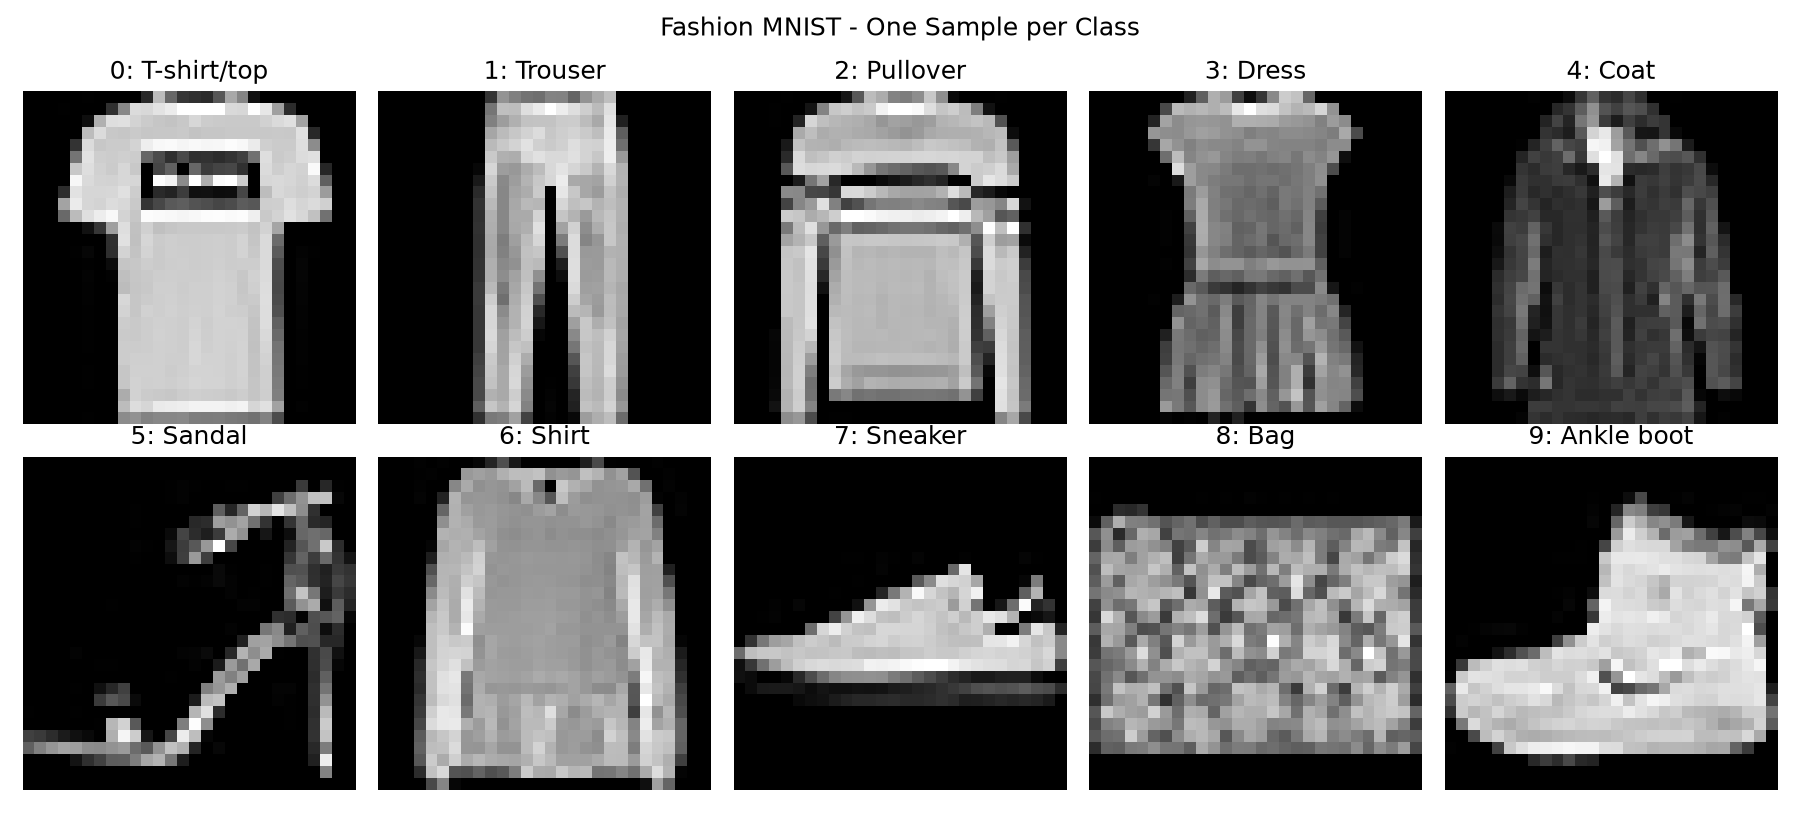 Fashion MNIST - One Sample per Class
0: T-shirt/top
1: Trouser
2: Pullover
3: Dress
4: Coat
5: Sandal
6: Shirt
7: Sneaker
8: Bag
9: Ankle boot